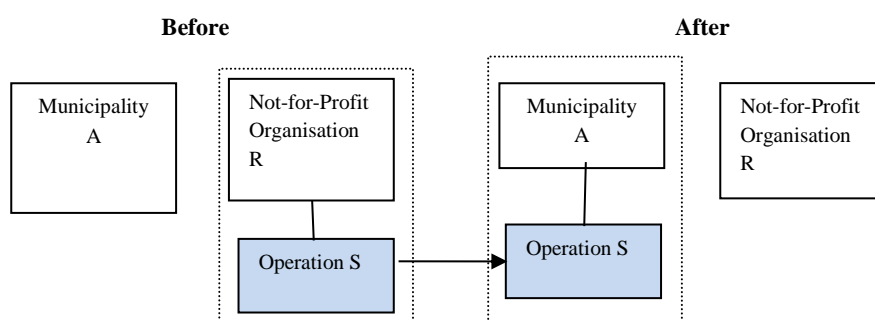 Before
After
Municipality
A
Not-for-Profit
Organisation
R
Municipality
A
Not-for-Profit
Organisation
R
Operation S
Operation S